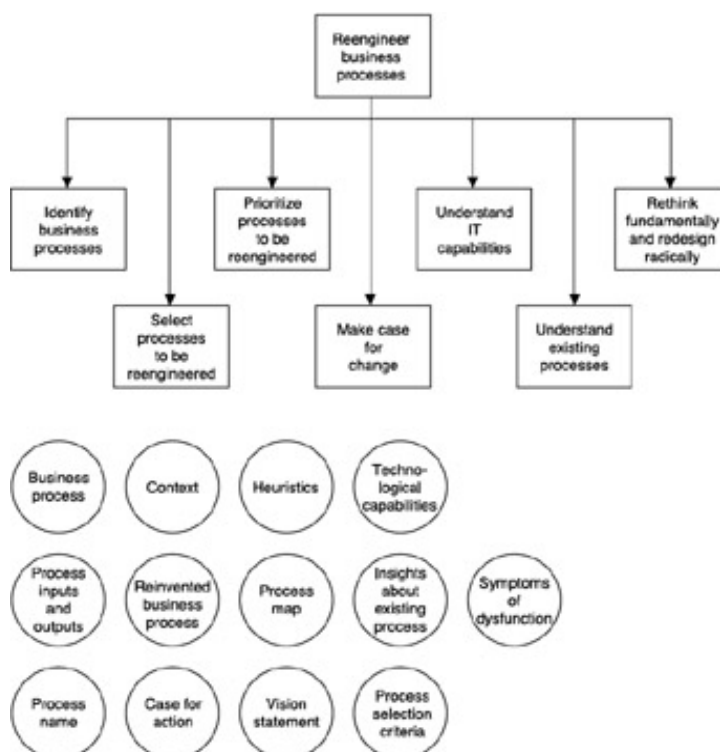 Reengineer
business
processes
Identify
business
processes
Prioritize
processes
to be
reengineered
Understand
IT
capabilities
Rethink
fundamentally
and redesign
radically
Select
processes
to be
reengineered
Make case
for
change
Understand
existing
processes
Business
process
Context
Heuristics
Techno-
logical
capabilities
Process
inputs
and
outputs
Reinvented
business
process
Process
map
Insights
about
existing
process
Symptoms
of
dysfunction
Process
name
Case for
action
Vision
statement
Process
selection
criteria